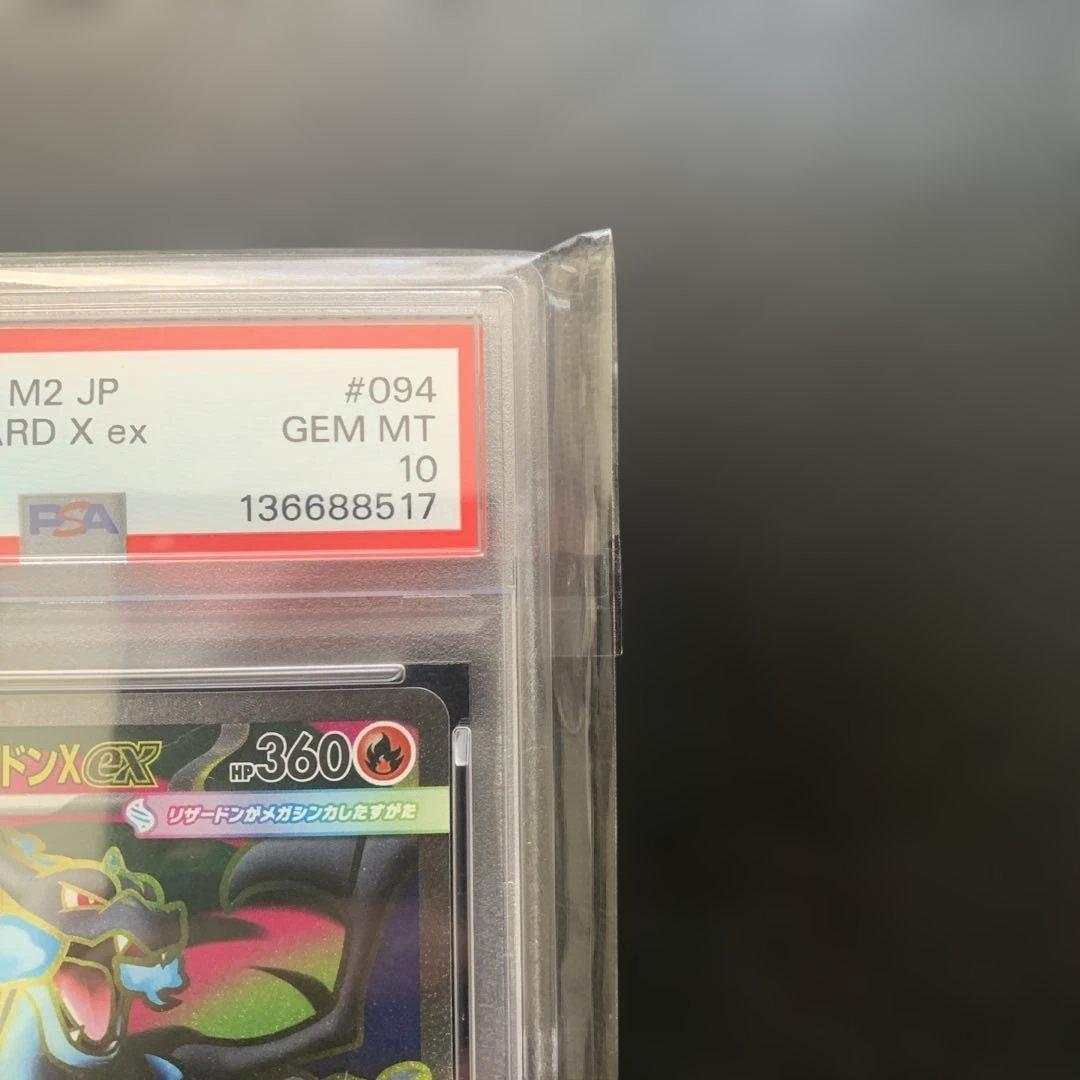 M2 JP #094
ARD X ex GEM MT
10
PSA 136688517
ドンXex HP360
リザードンがメガシンカしたすがた